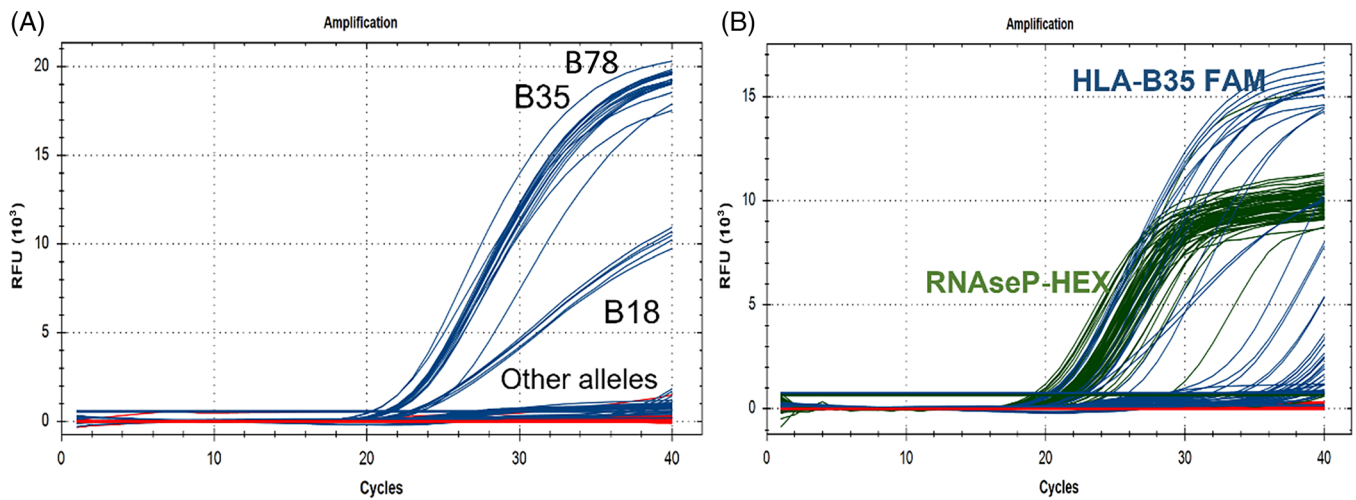 (A)
Amplification
20
15
10
5
0
RFU (10³)
B78
B35
B18
Other alleles
0
10
20
30
40
Cycles
(B)
Amplification
15
10
5
0
RFU (10³)
HLA-B35 FAM
RNAseP-HEX
0
10
20
30
40
Cycles